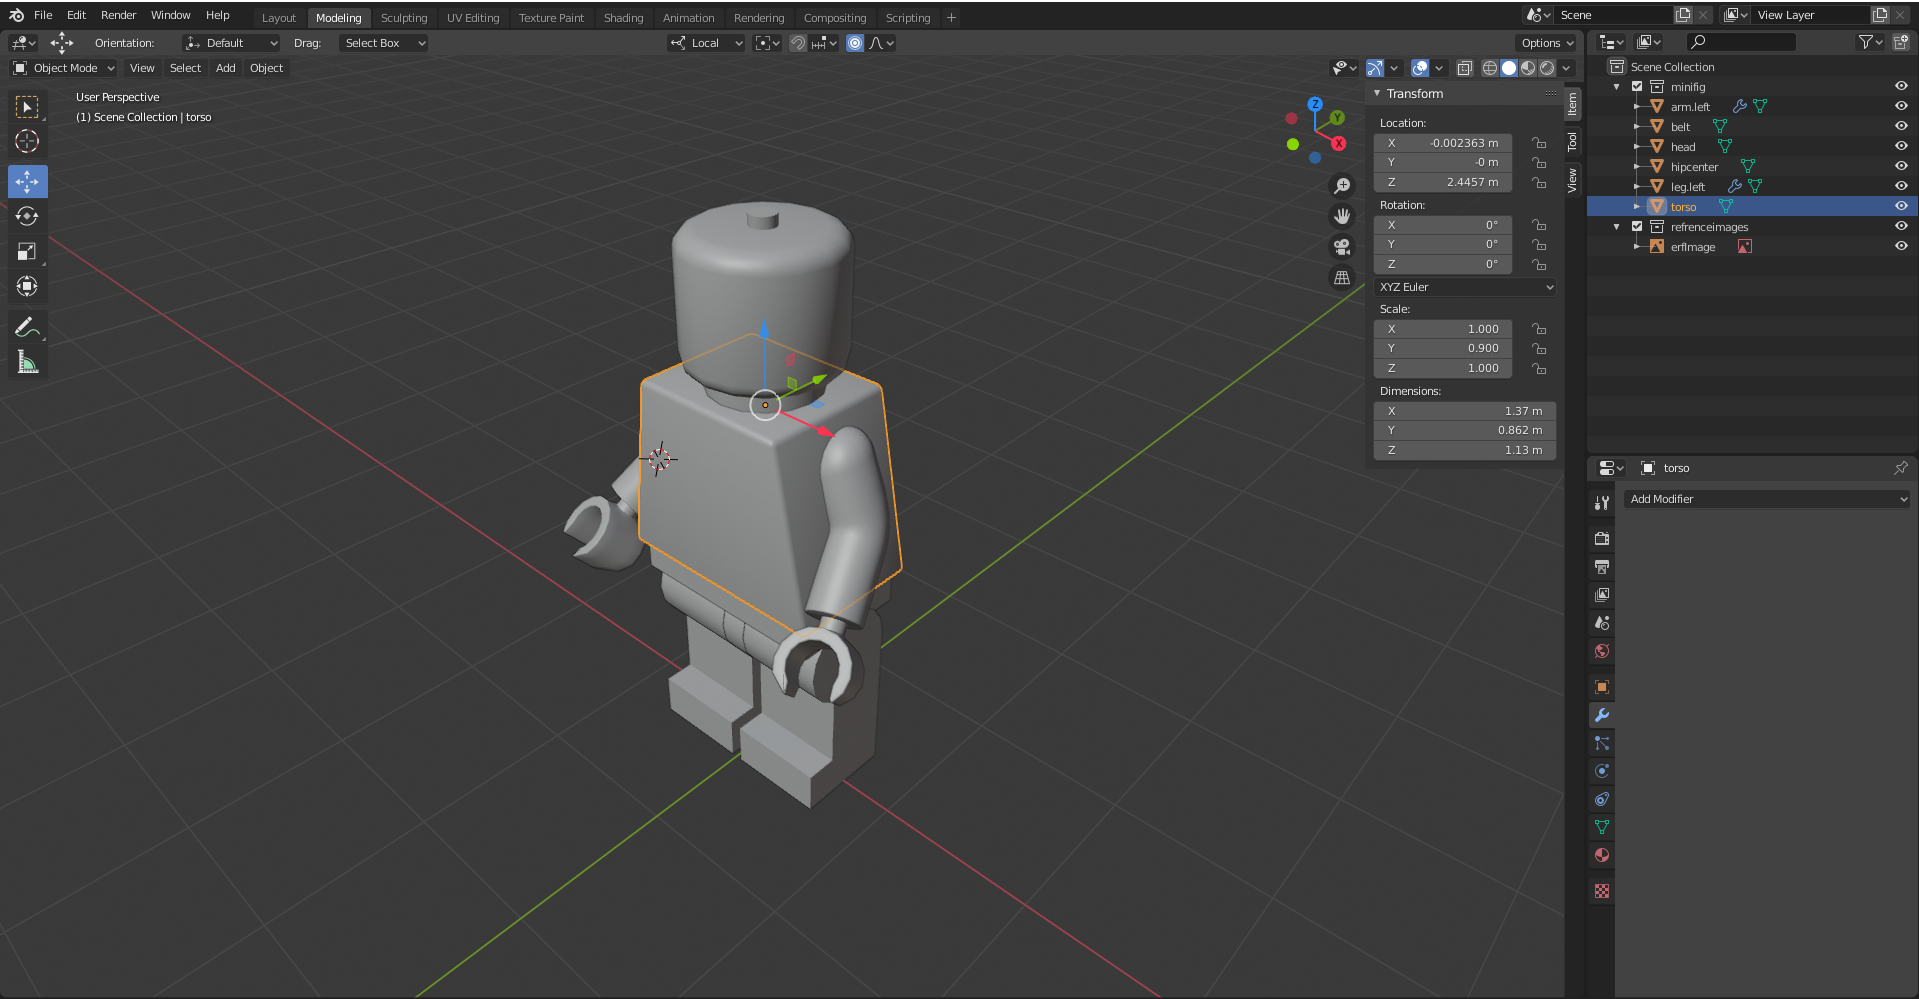 File Edit Render Window Help
Layout Modeling Sculpting UV Editing Texture Paint Shading Animation Rendering Compositing Scripting +
Scene
View Layer
Orientation: Default Drag: Select Box
Local
Options
Object Mode View Select Add Object
User Perspective
(1) Scene Collection | torso
Z
Y
X
Transform
Location:
X -0.002363 m
Y -0 m
Z 2.4457 m
Rotation:
X 0°
Y 0°
Z 0°
XYZ Euler
Scale:
X 1.000
Y 0.900
Z 1.000
Dimensions:
X 1.37 m
Y 0.862 m
Z 1.13 m
Item
Tool
View
Scene Collection
minifig
arm.left
belt
head
hipcenter
leg.left
torso
refrenceimages
erfImage
torso
Add Modifier